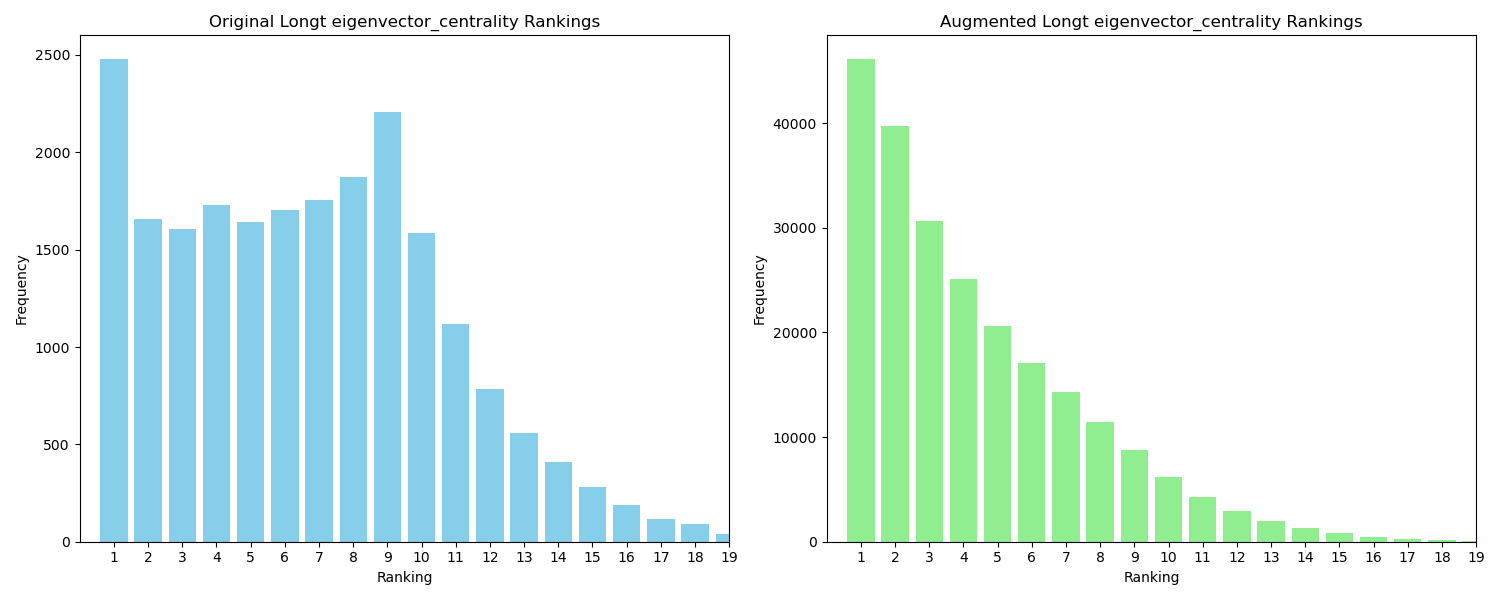 Original Longt eigenvector_centrality Rankings
Frequency
2500
2000
1500
1000
500
0
1 2 3 4 5 6 7 8 9 10 11 12 13 14 15 16 17 18 19
Ranking
Augmented Longt eigenvector_centrality Rankings
Frequency
40000
30000
20000
10000
0
1 2 3 4 5 6 7 8 9 10 11 12 13 14 15 16 17 18 19
Ranking